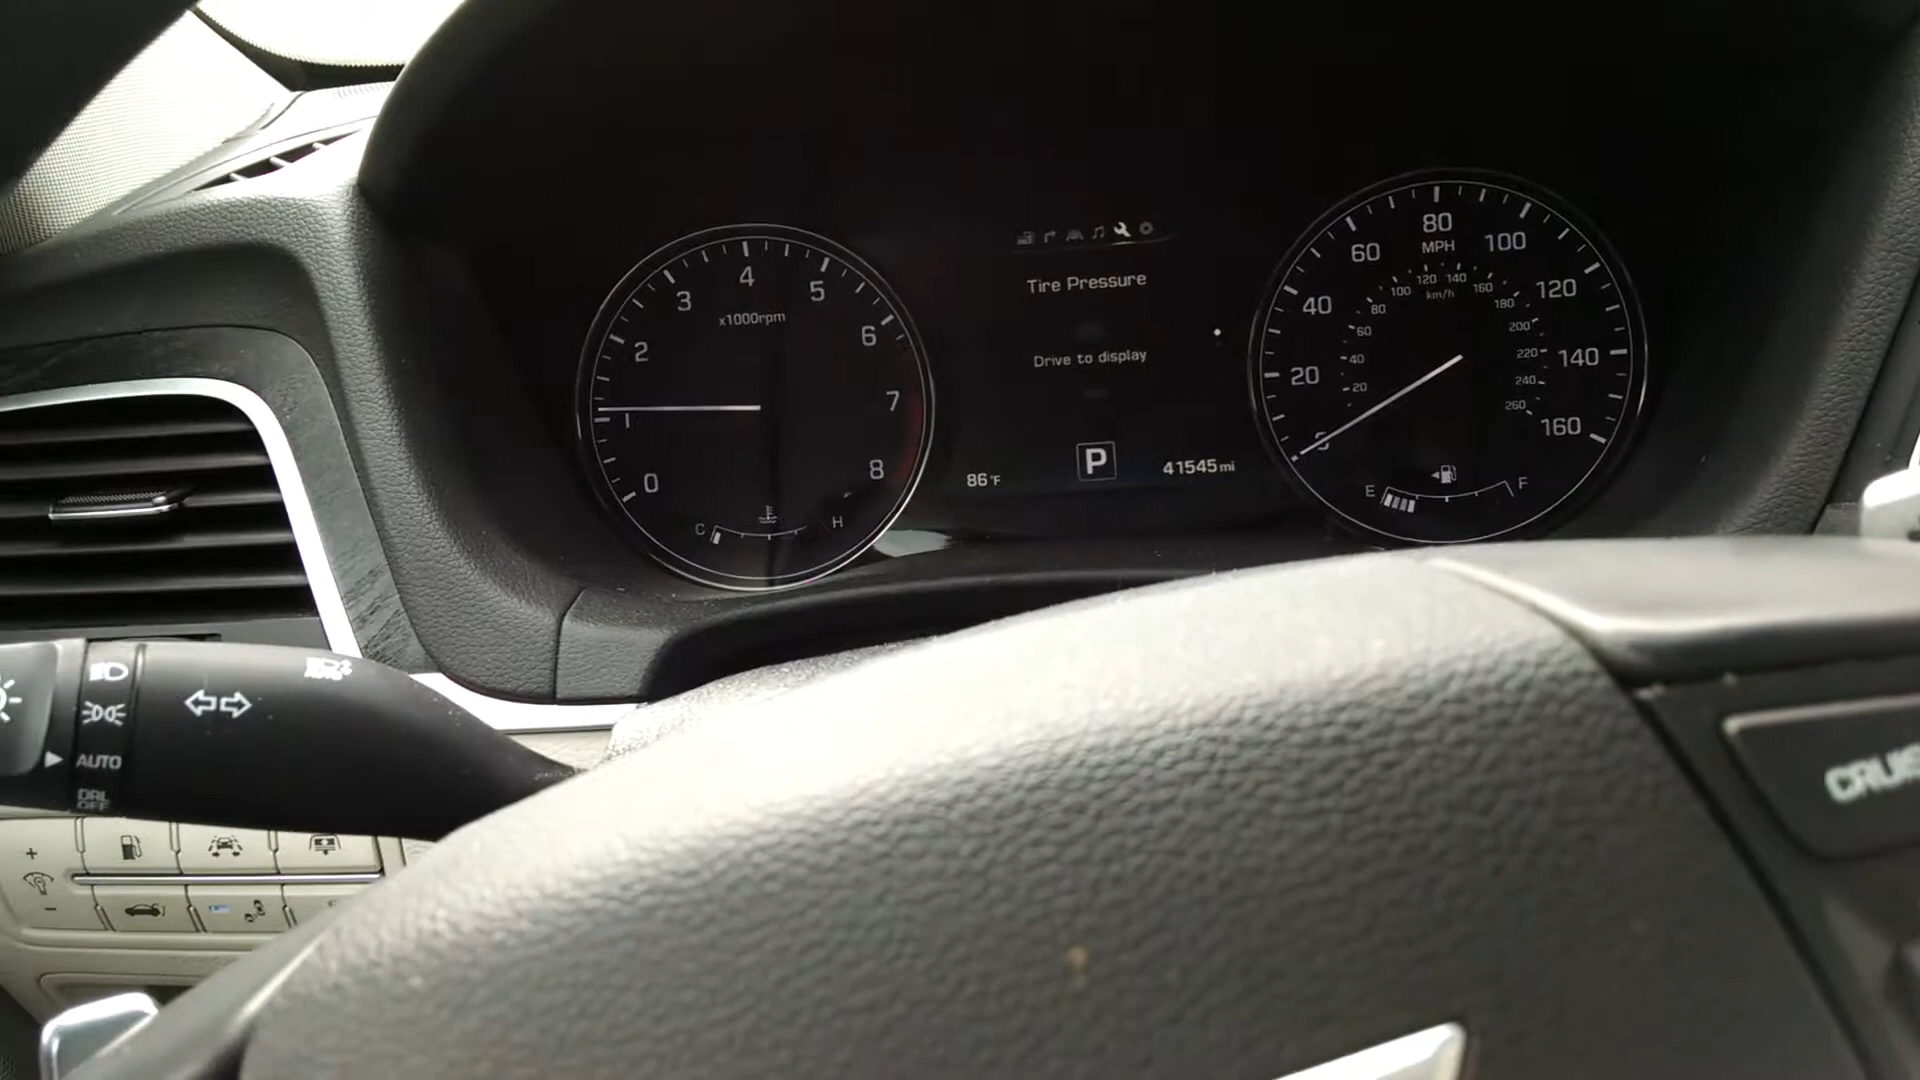 0
1
2
3
4
5
6
7
8
x1000rpm
C
H
Tire Pressure
Drive to display
86°F
P
41545 mi
20
40
60
80
100
120
140
160
MPH
20
40
60
80
100
120
140
160
180
200
220
240
260
km/h
E
F
AUTO
DRL
OFF
+
-